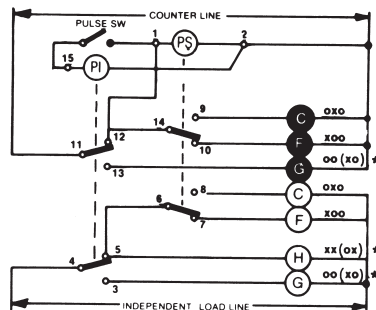 COUNTER LINE
PULSE SW
1
PS
2
15
PI
9
C
oxo
14
12
10
F
xoo
11
13
G
oo (xo) *
8
C
oxo
6
7
F
xoo
5
H
xx (ox) *
4
3
G
oo (xo) *
INDEPENDENT LOAD LINE